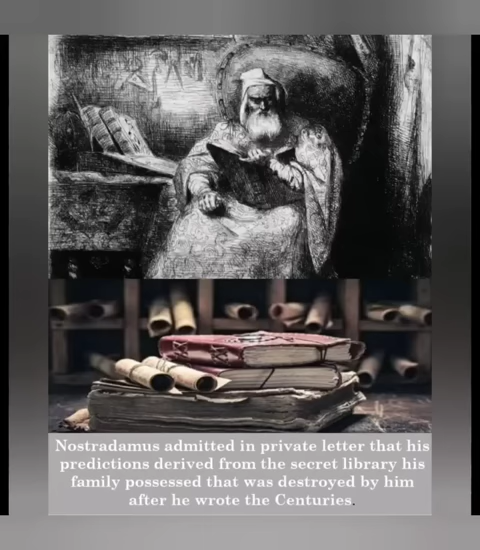 Nostradamus admitted in private letter that his
predictions derived from the secret library his
family possessed that was destroyed by him
after he wrote the Centuries.